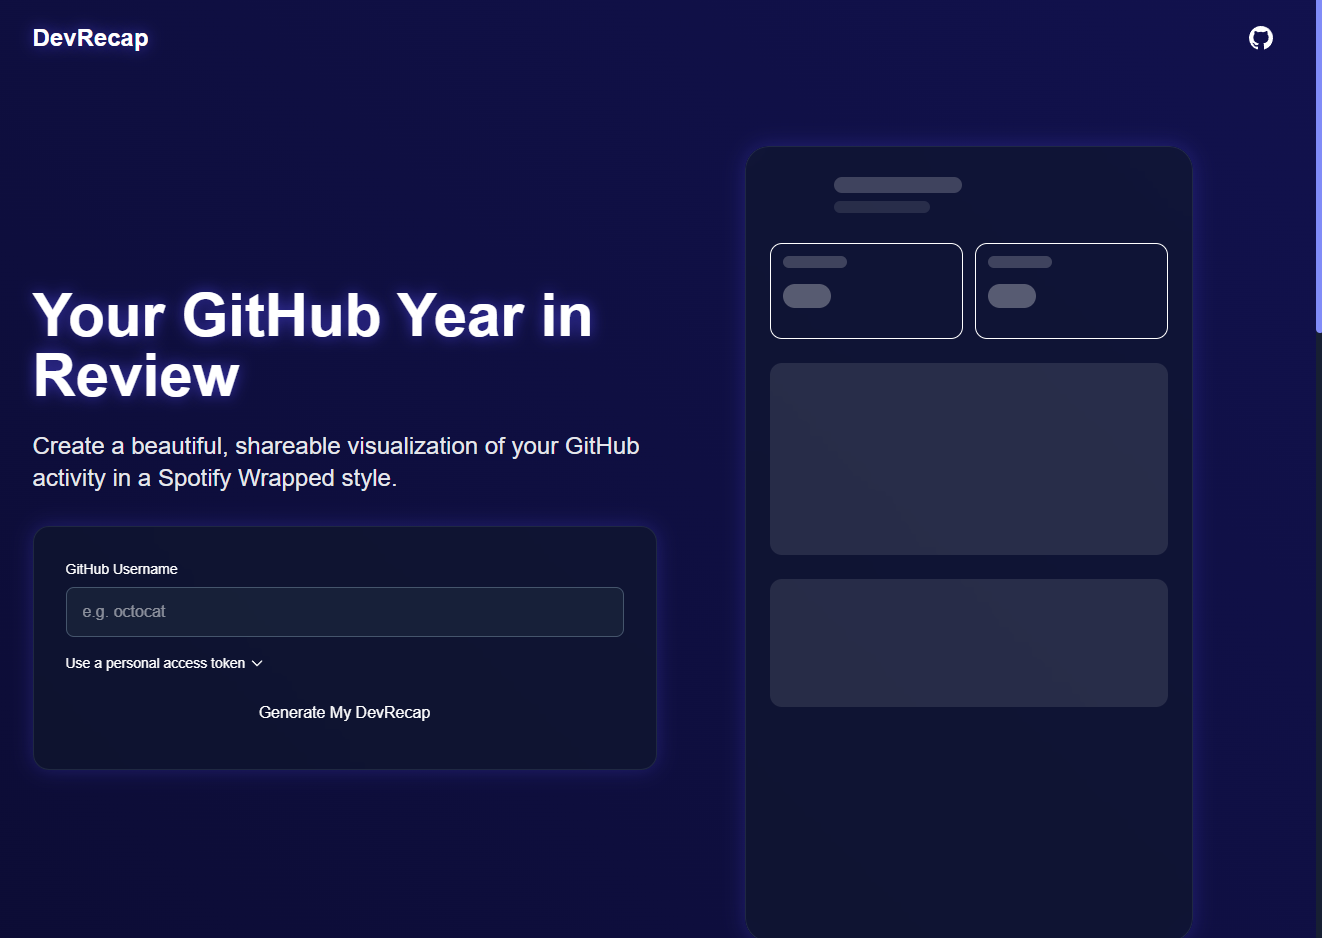 DevRecap
Your GitHub Year in
Review
Create a beautiful, shareable visualization of your GitHub
activity in a Spotify Wrapped style.
GitHub Username
e.g. octocat
Use a personal access token
Generate My DevRecap